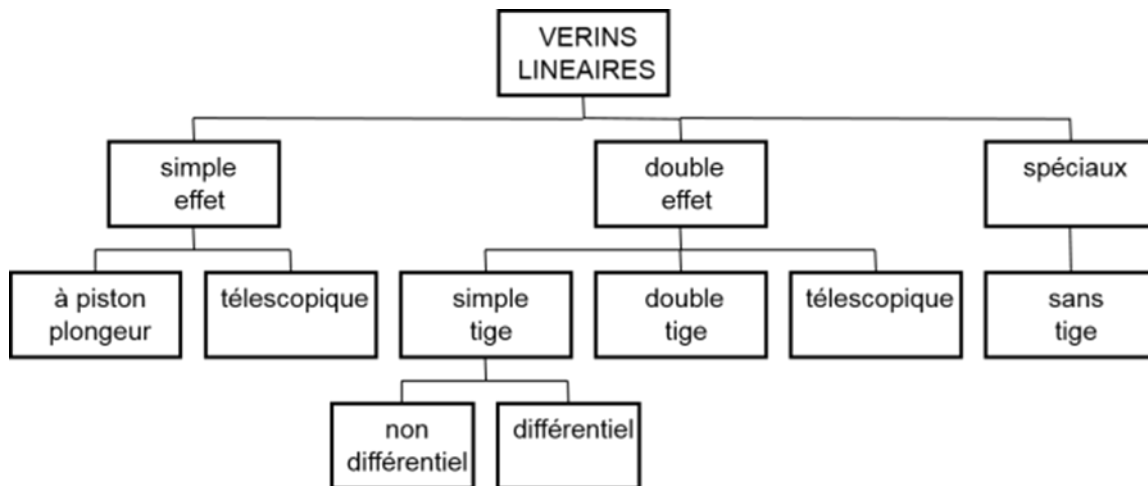 VERINS
LINEAIRES
simple
effet
double
effet
spéciaux
à piston
plongeur
télescopique
simple
tige
double
tige
télescopique
sans
tige
non
différentiel
différentiel